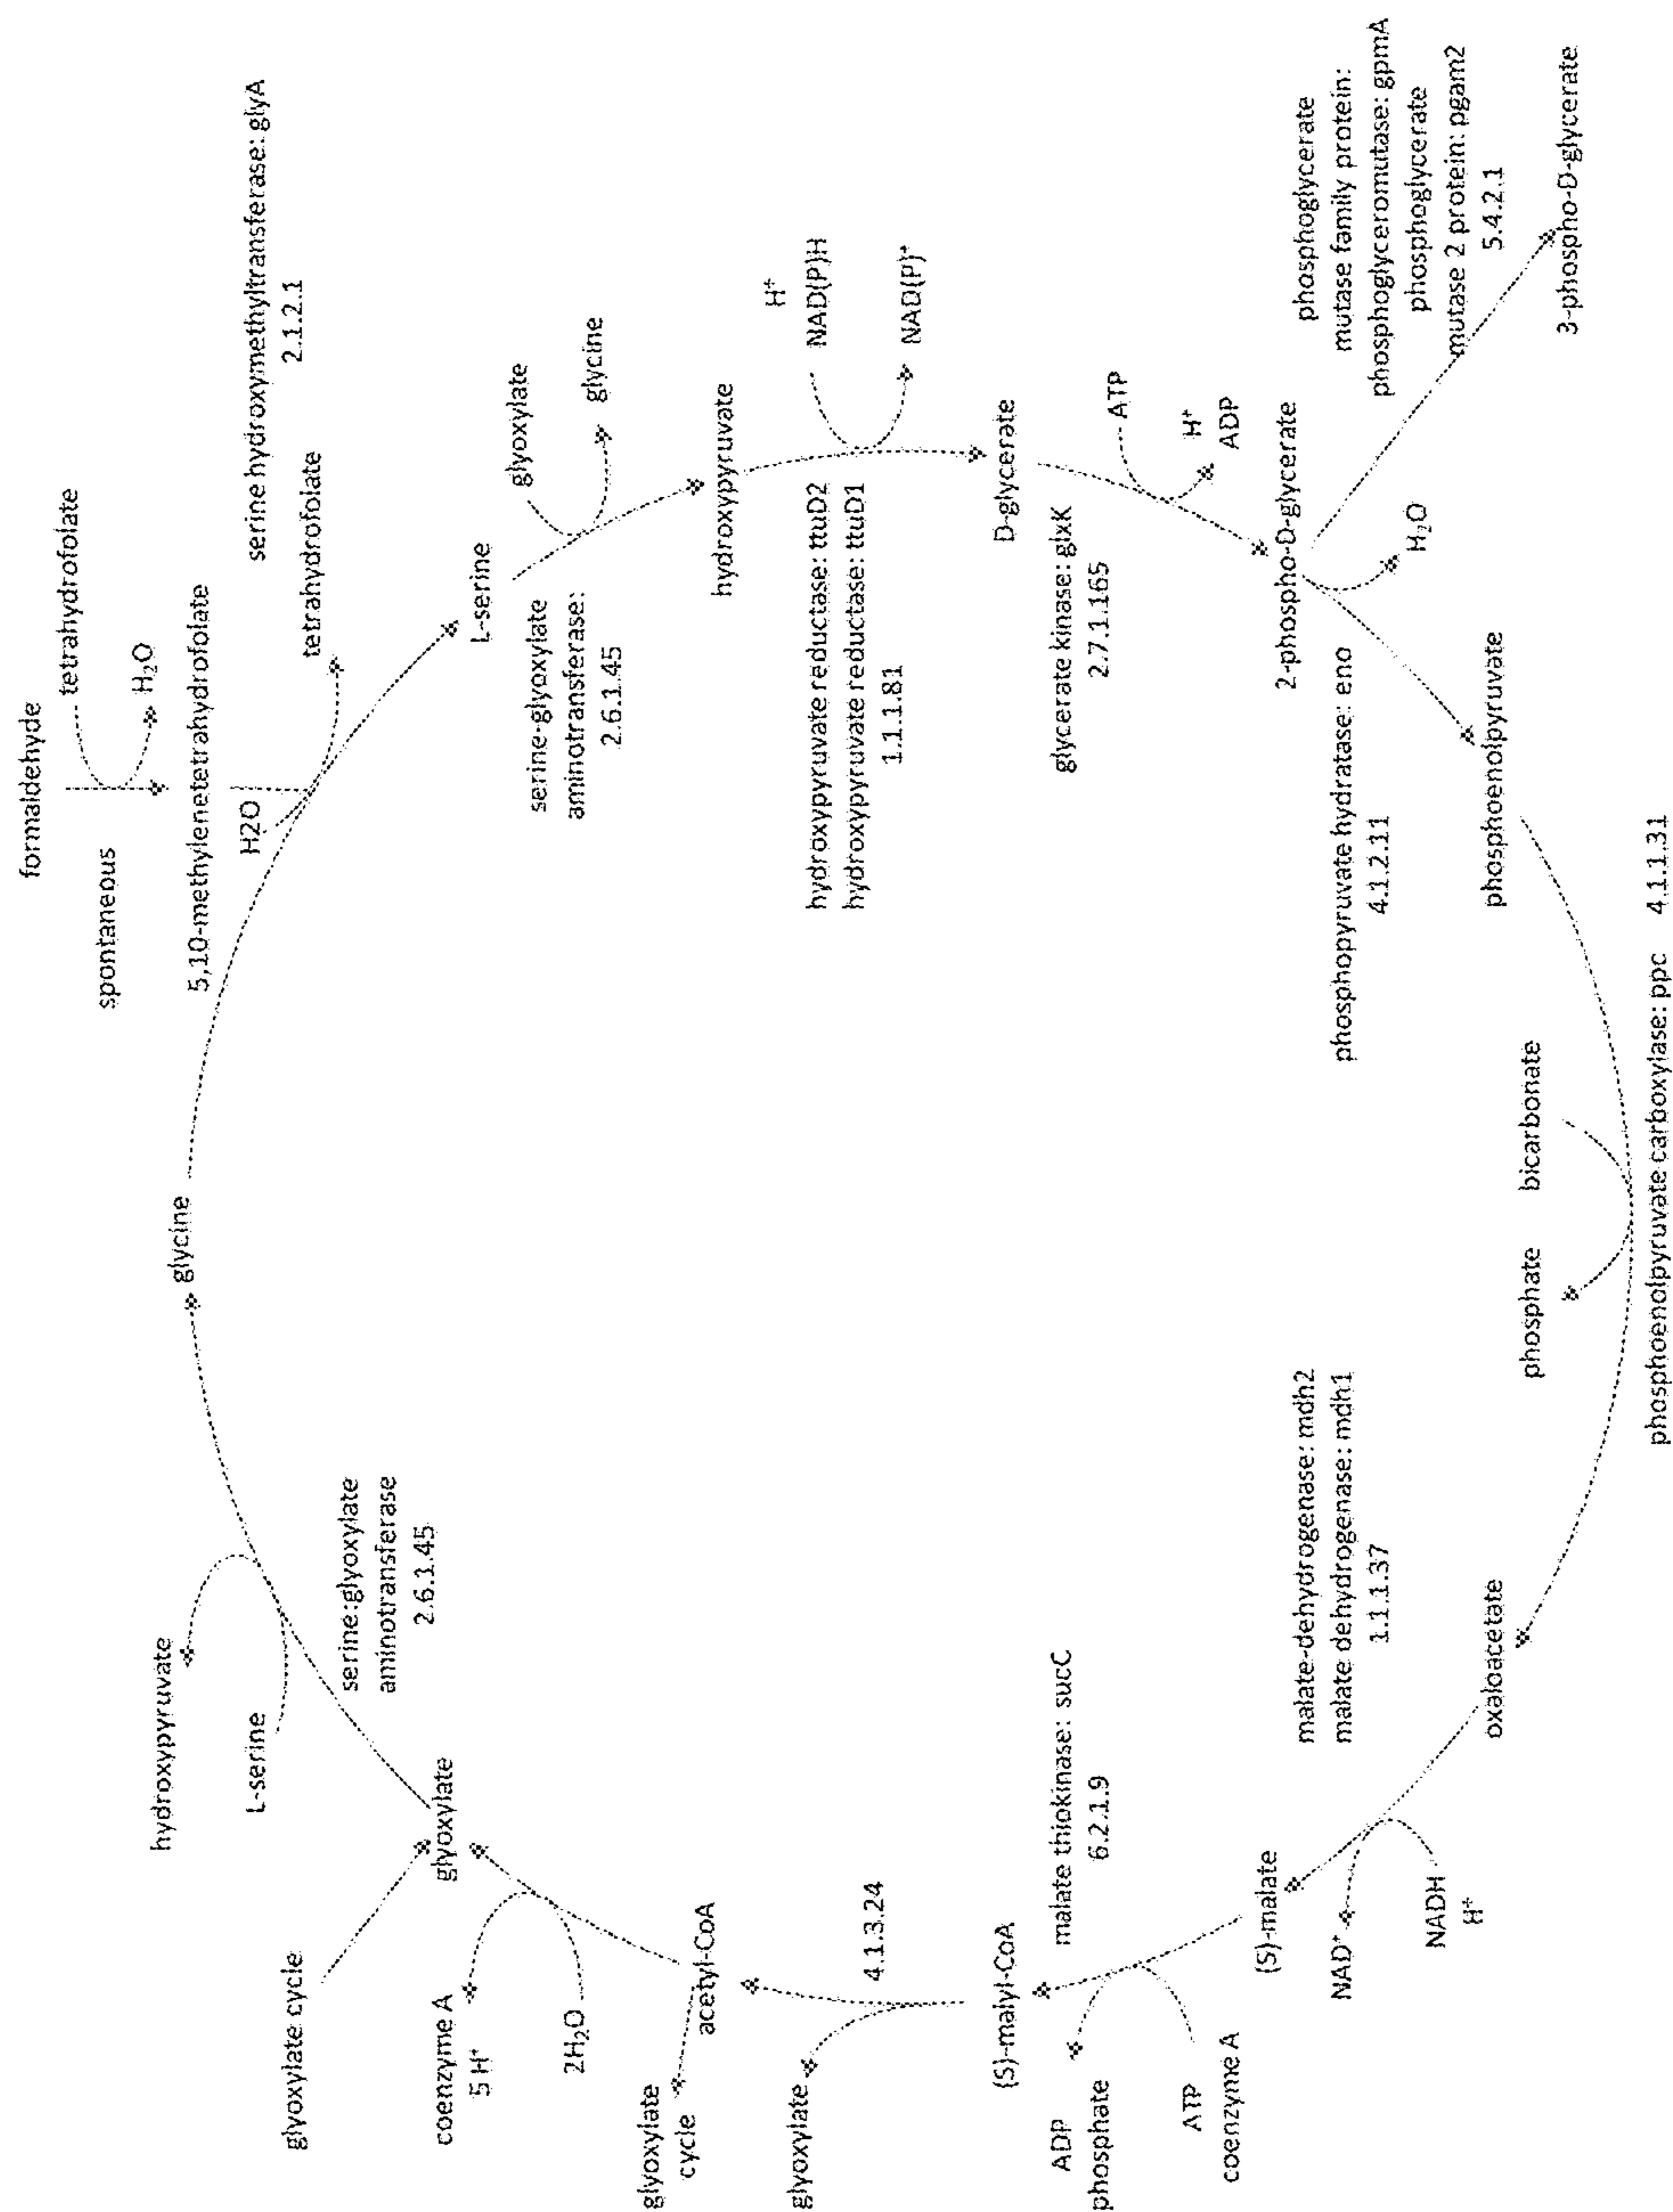 formaldehyde
tetrahydrofolate
spontaneous
H₂O
5,10-methylenetetrahydrofolate
H2O
serine hydroxymethyltransferase: glyA
2.1.2.1
tetrahydrofolate
L-serine
serine-glyoxylate
aminotransferase:
2.6.1.45
glyoxylate
glycine
hydroxypyruvate
H⁺
NAD(P)H
NAD(P)⁺
hydroxypyruvate reductase: ttuD2
hydroxypyruvate reductase: ttuD1
1.1.1.81
D-glycerate
glycerate kinase: glxK
2.7.1.165
ATP
H⁺
ADP
2-phospho-D-glycerate
phosphoglycerate
mutase family protein:
phosphoglyceromutase: gpmA
phosphoglycerate
mutase 2 protein: pgam2
5.4.2.1
3-phospho-D-glycerate
H₂O
phosphopyruvate hydratase: eno
4.1.2.11
phosphoenolpyruvate
bicarbonate
phosphate
phosphoenolpyruvate carboxylase: ppc 4.1.1.31
oxaloacetate
malate-dehydrogenase: mdh2
malate dehydrogenase: mdh1
1.1.1.37
NADH
H⁺
NAD⁺
(S)-malate
malate thiokinase: sucC
6.2.1.9
ATP
coenzyme A
ADP
phosphate
(S)-malyl-CoA
4.1.3.24
glyoxylate
acetyl-CoA
glyoxylate
cycle
2H₂O
coenzyme A
5 H⁺
glyoxylate cycle
glyoxylate
serine:glyoxylate
aminotransferase
2.6.1.45
L-serine
hydroxypyruvate
glycine